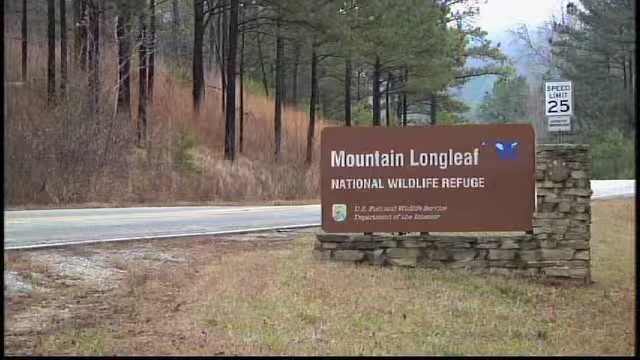 SPEED
LIMIT
25
Mountain Longleaf
NATIONAL WILDLIFE REFUGE
U.S. Fish and Wildlife Service
Department of the Interior